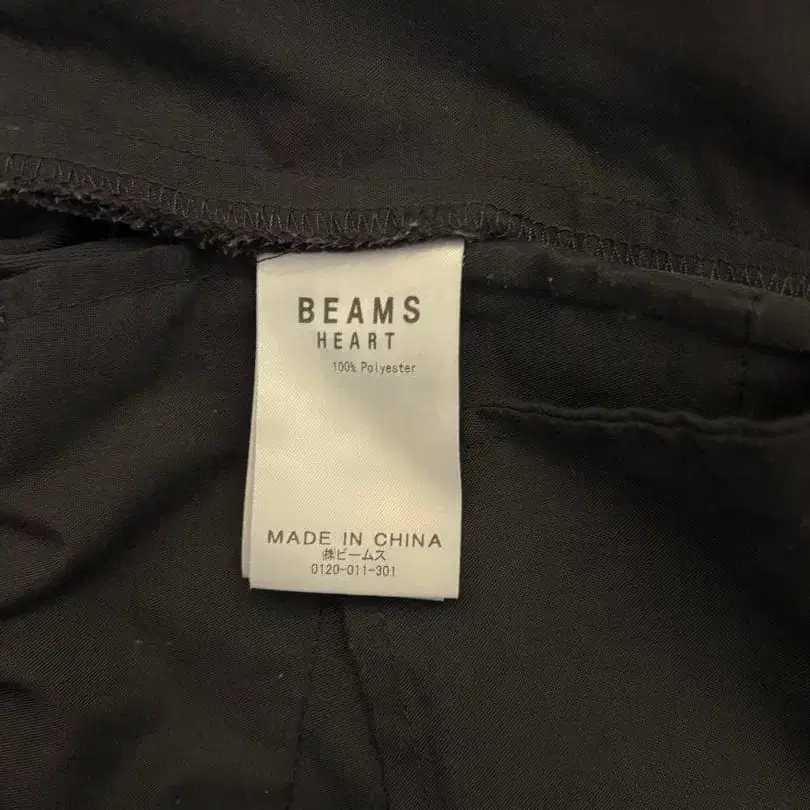 BEAMS
HEART
100% Polyester
MADE IN CHINA
㈱ビームス
0120-011-301